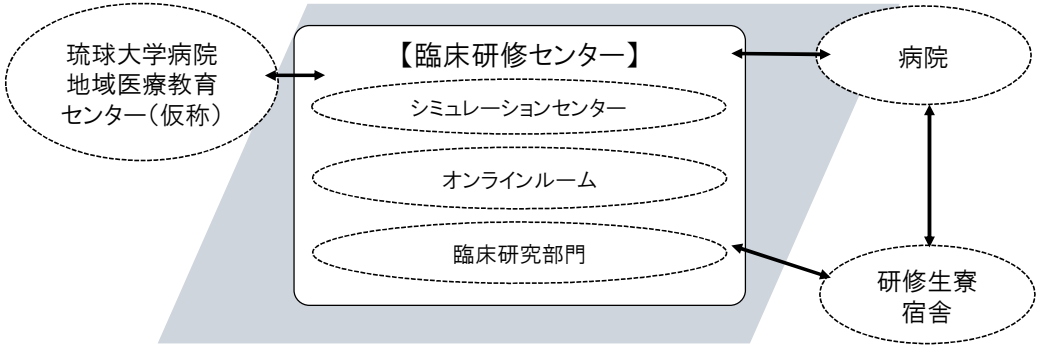 琉球大学病院
地域医療教育
センター（仮称）
【臨床研修センター】
シミュレーションセンター
オンラインルーム
臨床研究部門
病院
研修生寮
宿舎